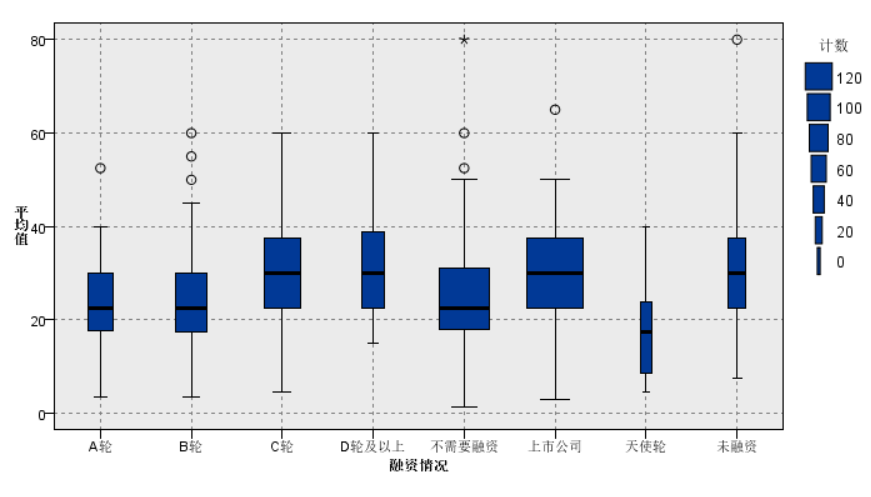 80
60
40
20
0
平均值
A轮
B轮
C轮
D轮及以上
不需要融资
上市公司
天使轮
未融资
融资情况
计数
120
100
80
60
40
20
0